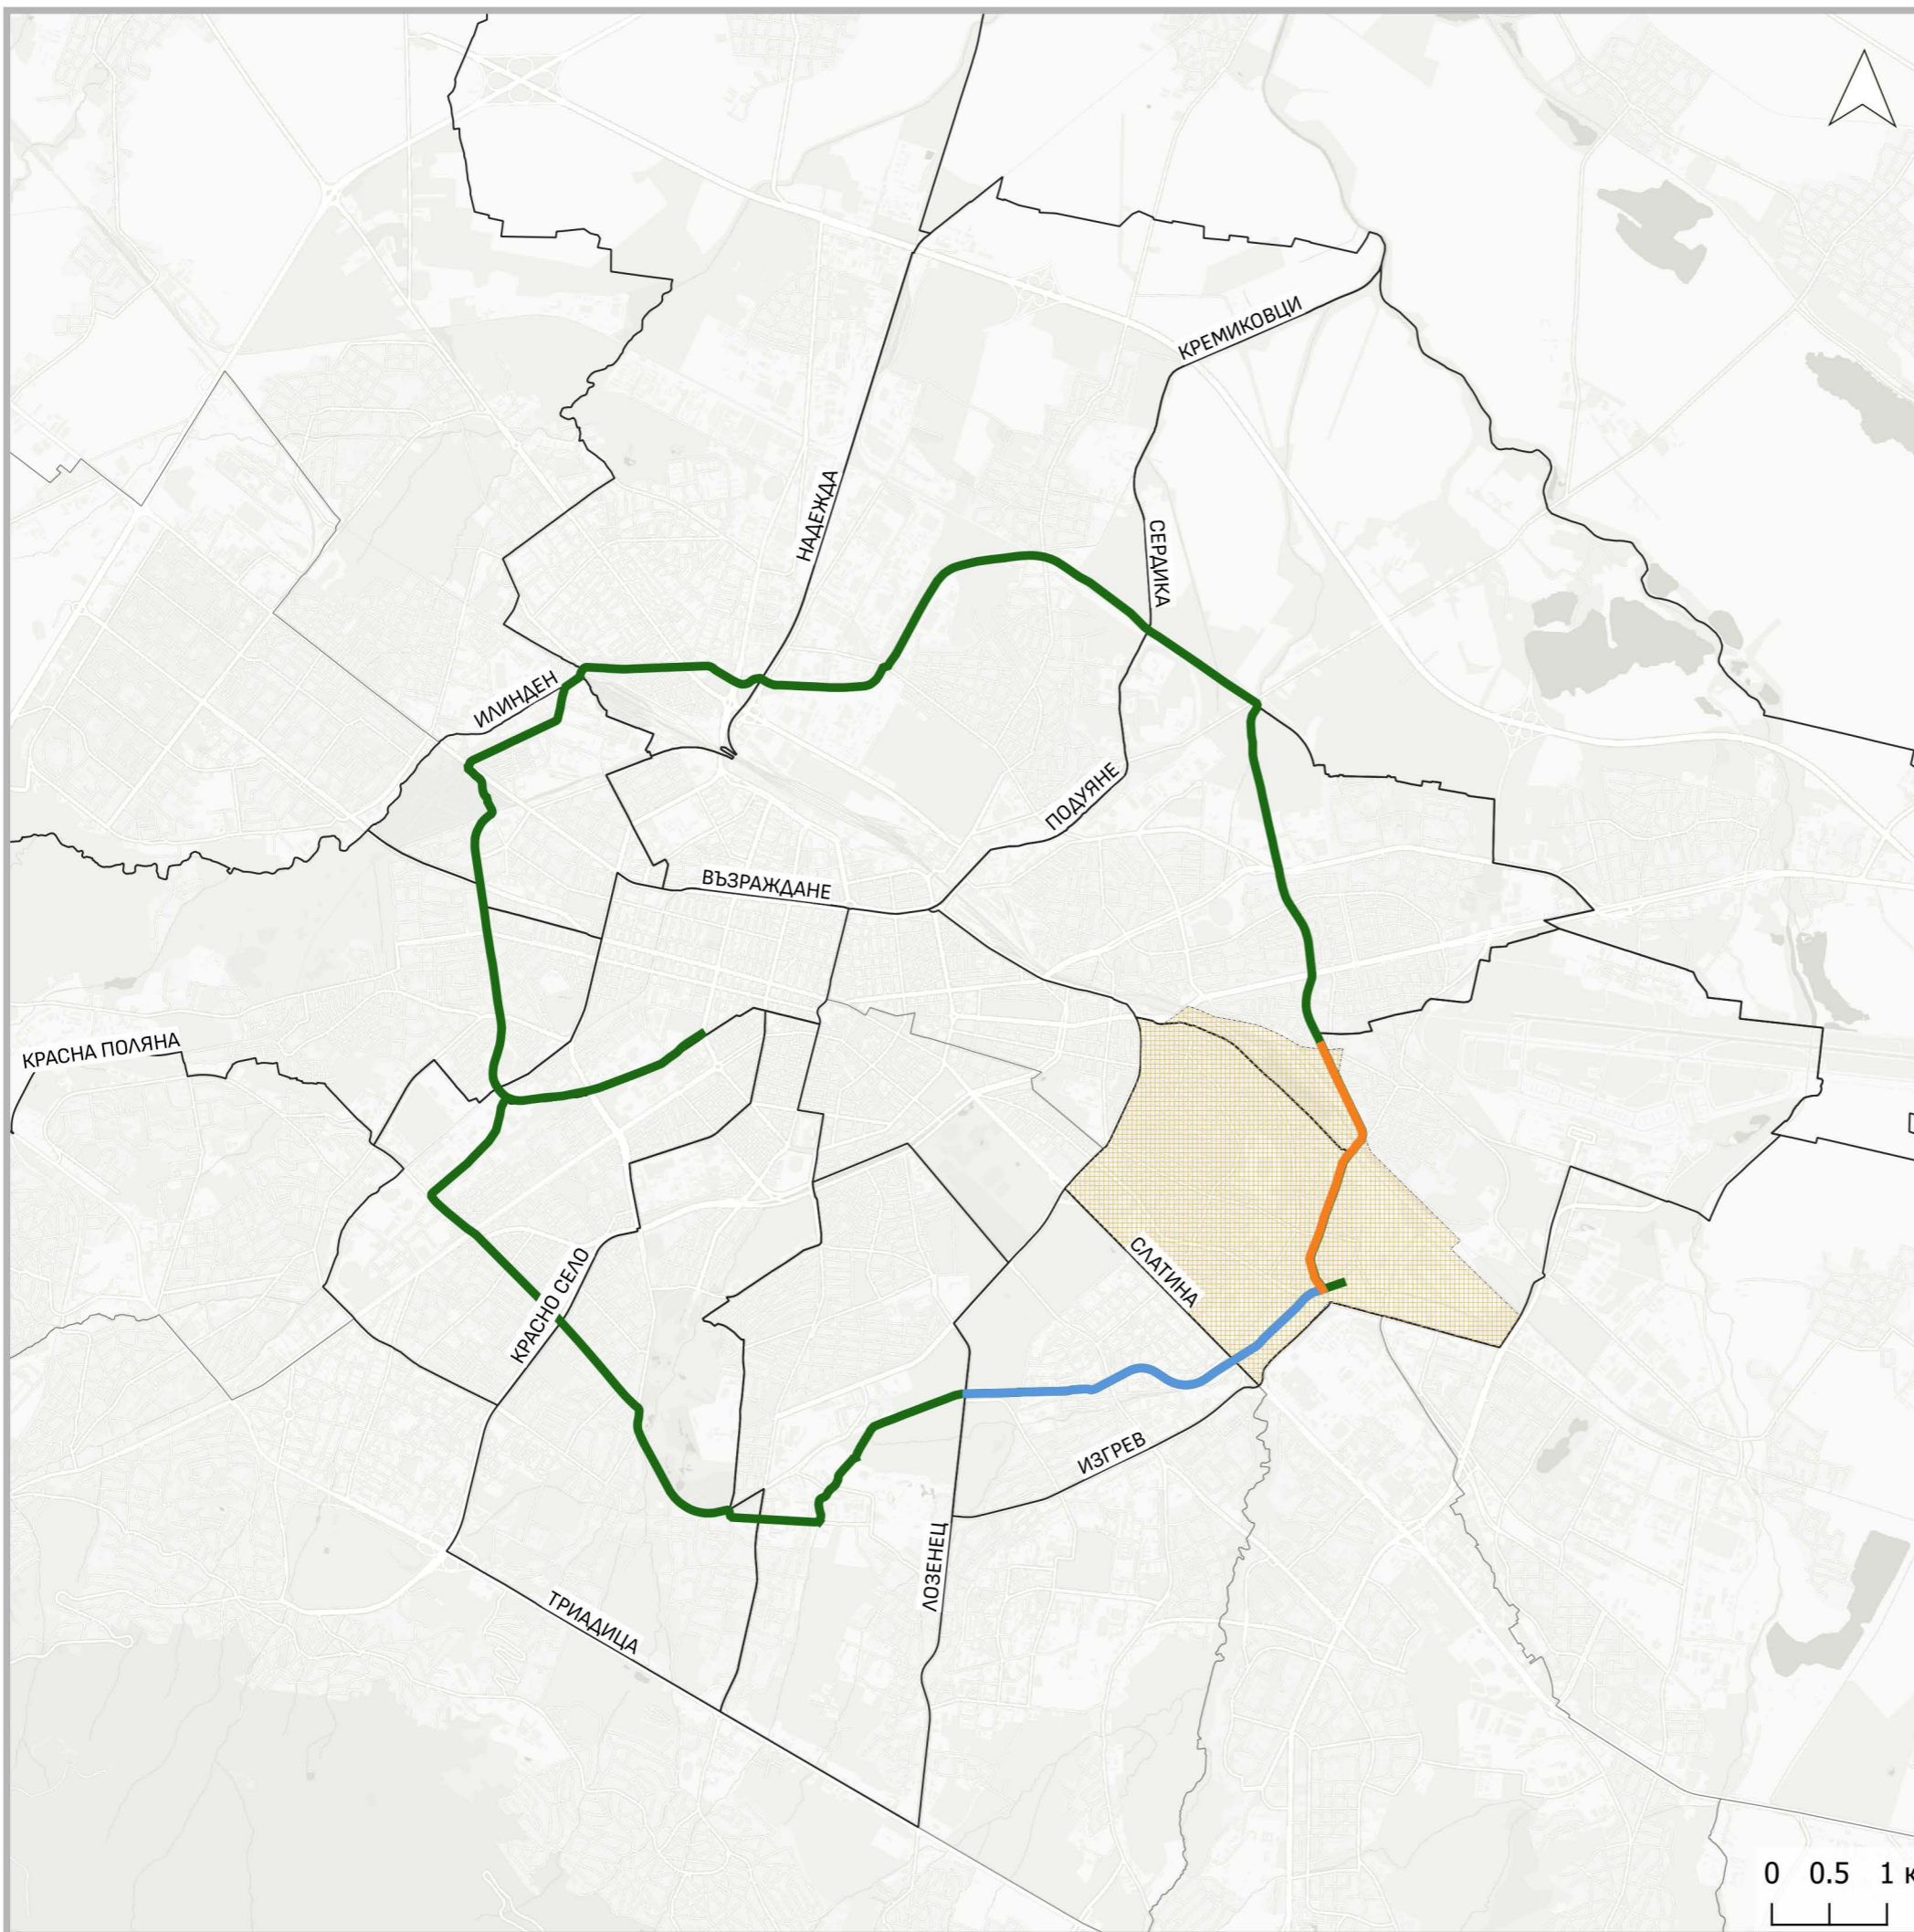 КРЕМИКОВЦИ
НАДЕЖДА
СЕРДИКА
ИЛИНДЕН
ПОДУЯНЕ
ВЪЗРАЖДАНЕ
КРАСНА ПОЛЯНА
СЛАТИНА
КРАСНО СЕЛО
ИЗГРЕВ
ЛОЗЕНЕЦ
ТРИАДИЦА
0 0.5 1 к